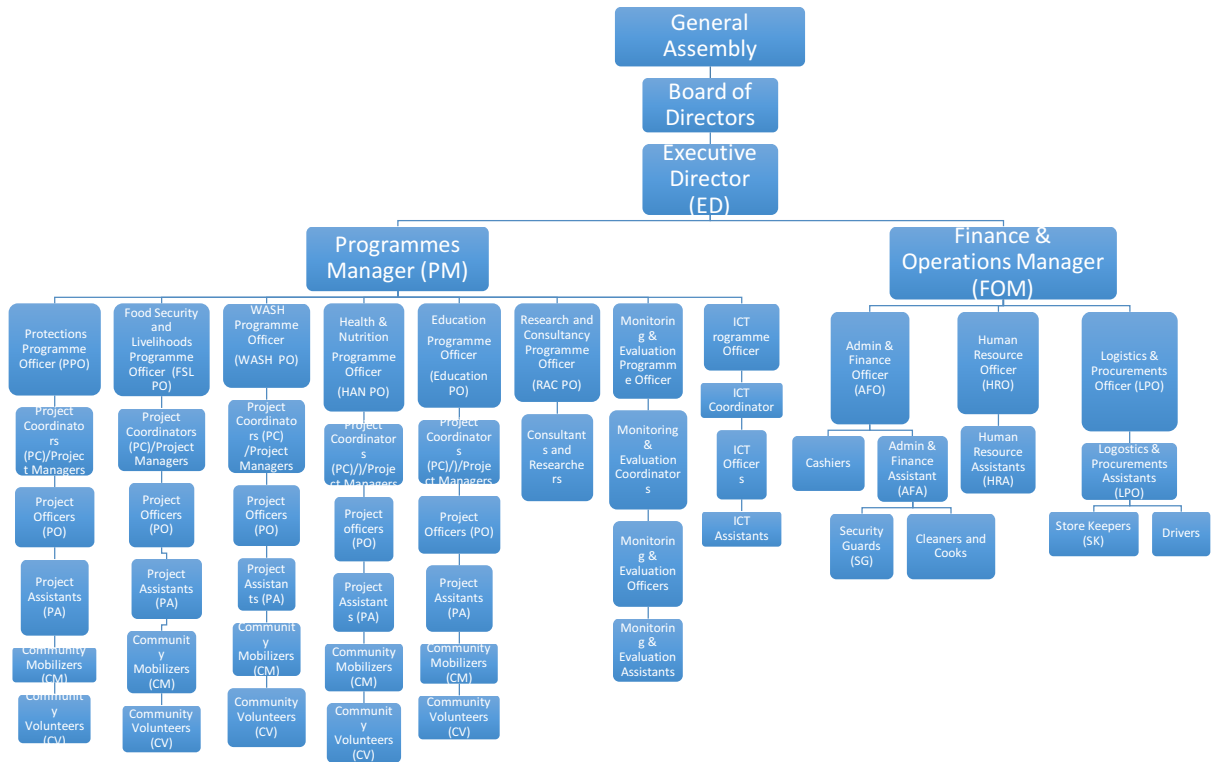 General
Assembly
Board of
Directors
Executive
Director
(ED)
Programmes
Manager (PM)
Finance &
Operations Manager
(FOM)
Protections
Programme
Officer (PPO)
Project
Coordinato
rs
(PC)/Projec
t Managers
Project
Officers
(PO)
Project
Assistants
(PA)
Community
Mobilizers
(CM)
Communit
y
Volunteers
(CV)
Food Security
and
Livelihoods
Programme
Officer (FSL
PO)
Project
Coordinators
(PC)/Project
Managers
Project
Officers
(PO)
Project
Assistants
(PA)
Communit
y
Mobilizers
(CM)
Community
Volunteers
(CV)
WASH
Programme
Officer
(WASH PO)
Project
Coordinato
rs (PC)
/Project
Managers
Project
Officers
(PO)
Project
Assistan
ts (PA)
Communit
y
Mobilizers
(CM)
Community
Volunteers
(CV)
Health &
Nutrition
Programme
Officer
(HAN PO)
Project
Coordinator
s
(PC)/)/Proje
ct Managers
Project
officers
(PO)
Project
Assistant
s (PA)
Community
Mobilizers
(CM)
Communit
y
Volunteers
(CV)
Education
Programme
Officer
(Education
PO)
Project
Coordinator
s
(PC)/)/Proje
ct Managers
Project
Officers (PO)
Project
Assitants
(PA)
Community
Mobilizers
(CM)
Community
Volunteers
(CV)
Research and
Consultancy
Programme
Officer
(RAC PO)
Consultant
s and
Researche
rs
Monitorin
g &
Evaluation
Programm
e Officer
Monitoring
&
Evaluation
Coordinator
s
Monitorin
g &
Evaluation
Officers
Monitorin
g &
Evaluation
Assistants
ICT
rogramme
Officer
ICT
Coordinator
ICT
Officer
s
ICT
Assistants
Admin &
Finance
Officer
(AFO)
Cashiers
Admin &
Finance
Assistant
(AFA)
Security
Guards
(SG)
Cleaners and
Cooks
Human
Resource
Officer
(HRO)
Human
Resource
Assistants
(HRA)
Logistics &
Procurements
Officer (LPO)
Logostics &
Procurements
Assistants
(LPO)
Store Keepers
(SK)
Drivers